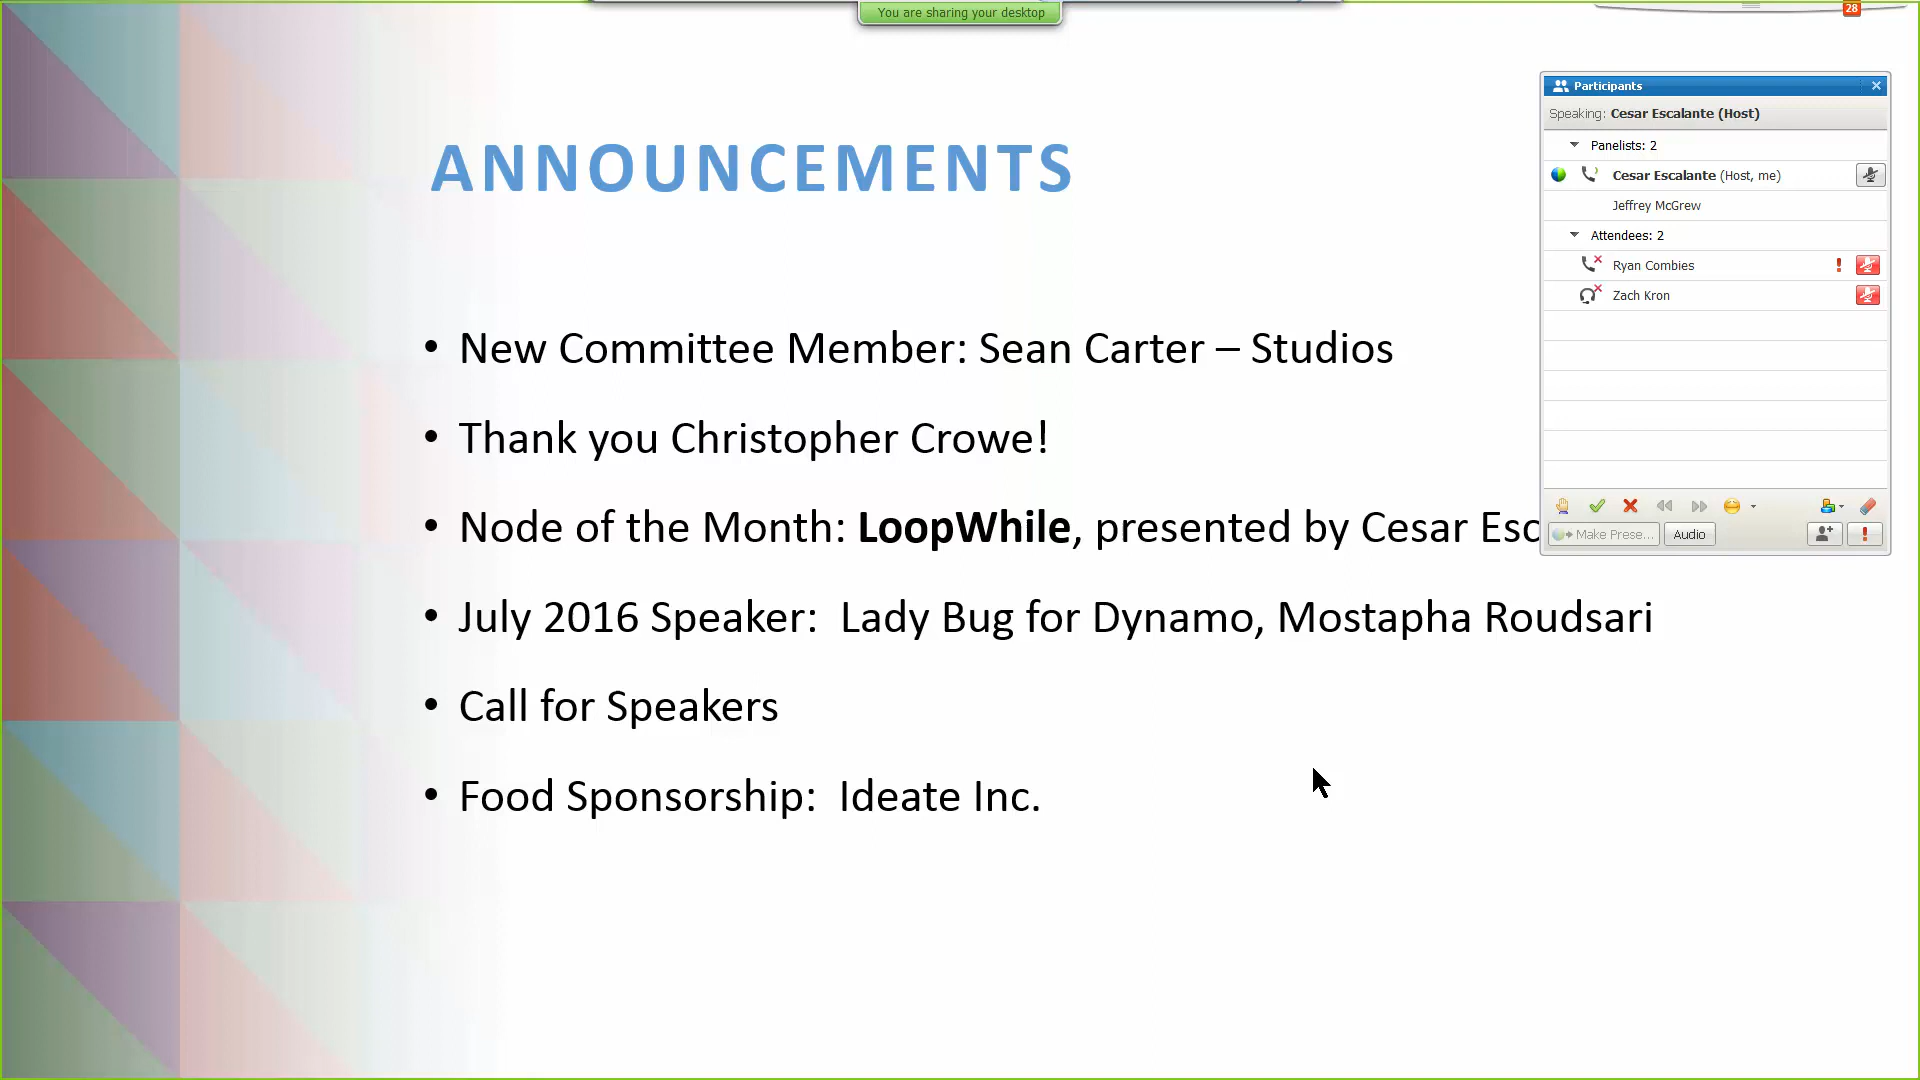 You are sharing your desktop
28
Participants
Speaking: Cesar Escalante (Host)
Panelists: 2
Cesar Escalante (Host, me)
Jeffrey McGrew
Attendees: 2
Ryan Combies
Zach Kron
Make Prese...
Audio
ANNOUNCEMENTS
• New Committee Member: Sean Carter – Studios
• Thank you Christopher Crowe!
• Node of the Month: LoopWhile, presented by Cesar Esc
• July 2016 Speaker: Lady Bug for Dynamo, Mostapha Roudsari
• Call for Speakers
• Food Sponsorship: Ideate Inc.